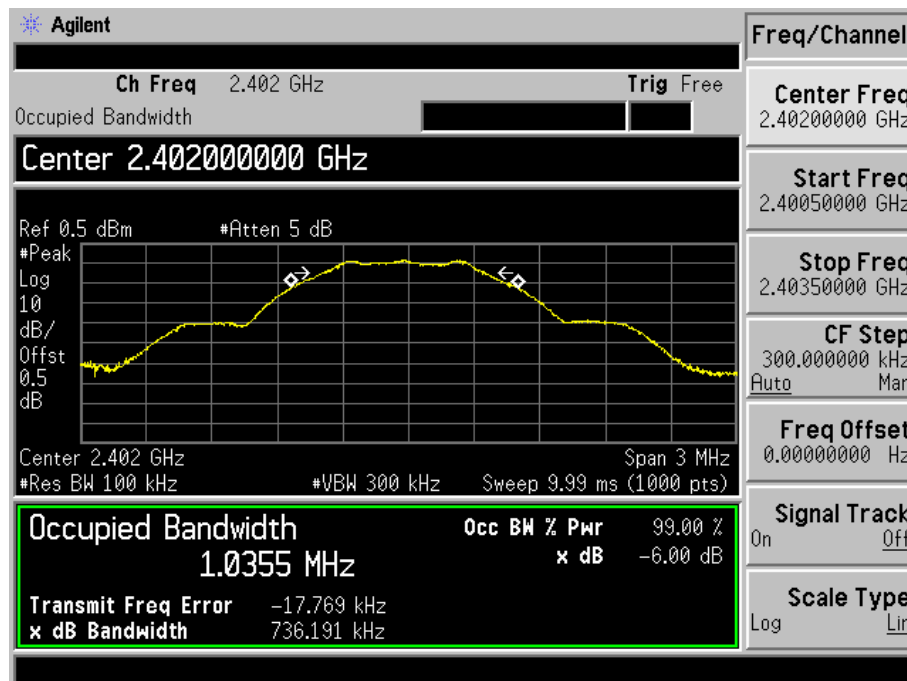 Agilent
Freq/Channel
Ch Freq 2.402 GHz Trig Free
Occupied Bandwidth
Center 2.402000000 GHz
Ref 0.5 dBm #Atten 5 dB
#Peak
Log
10
dB/
Offst
0.5
dB
Center 2.402 GHz Span 3 MHz
#Res BW 100 kHz #VBW 300 kHz Sweep 9.99 ms (1000 pts)
Occupied Bandwidth
1.0355 MHz
Occ BW % Pwr 99.00 %
x dB -6.00 dB
Transmit Freq Error -17.769 kHz
x dB Bandwidth 736.191 kHz
Center Freq
2.40200000 GHz
Start Freq
2.40050000 GHz
Stop Freq
2.40350000 GHz
CF Step
300.000000 kHz
Auto Man
Freq Offset
0.00000000 Hz
Signal Track
On Off
Scale Type
Log Lin